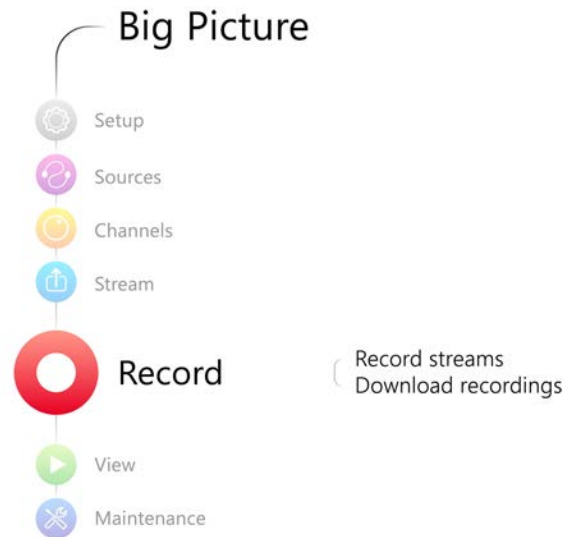 Big Picture
Setup
Sources
Channels
Stream
Record
Record streams
Download recordings
View
Maintenance